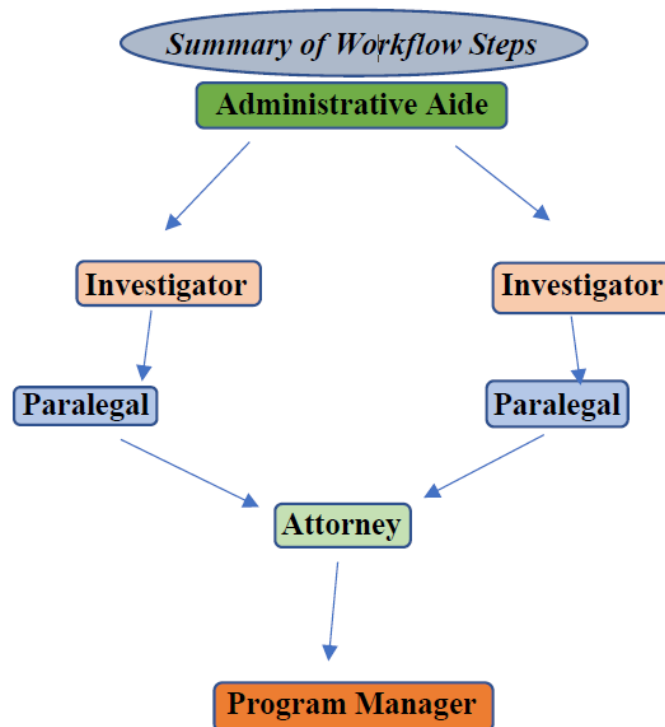 Summary of Workflow Steps
Administrative Aide
Investigator
Investigator
Paralegal
Paralegal
Attorney
Program Manager